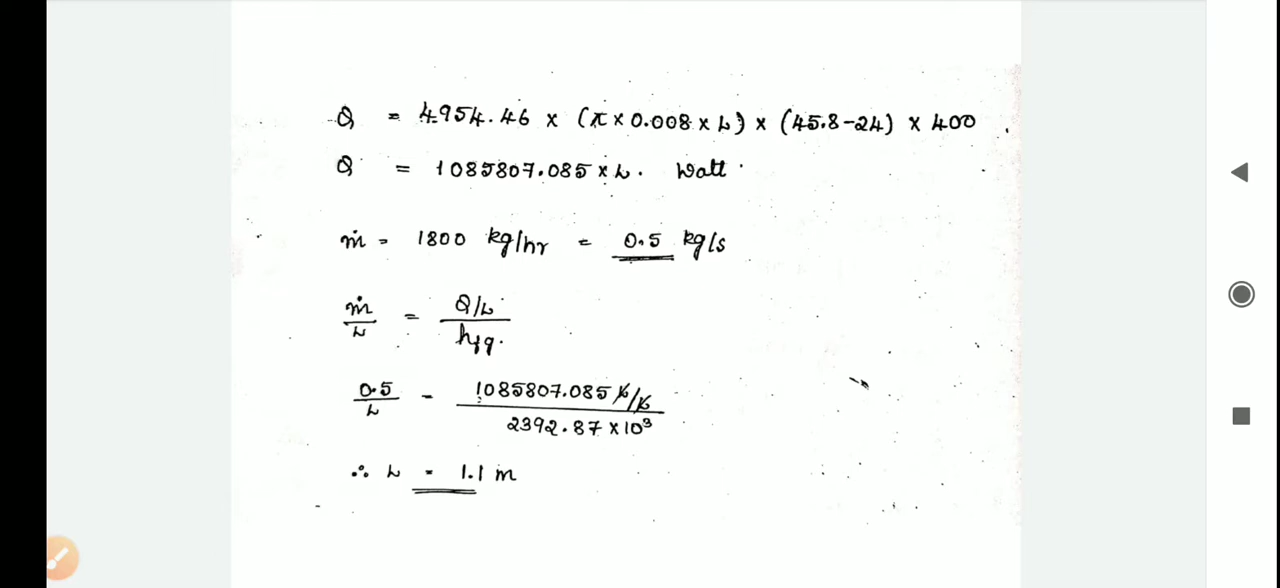 Q = 4954.46 × (π × 0.008 × L) × (45.8-24) × 400
Q = 1085807.085 × L. Watt
ṁ = 1800 kg/hr = 0.5 kg/s
ṁ/L = Q/L / hfg.
0.5/L = 1085807.085 L/L / 2392.87 × 10³
∴ L = 1.1 m